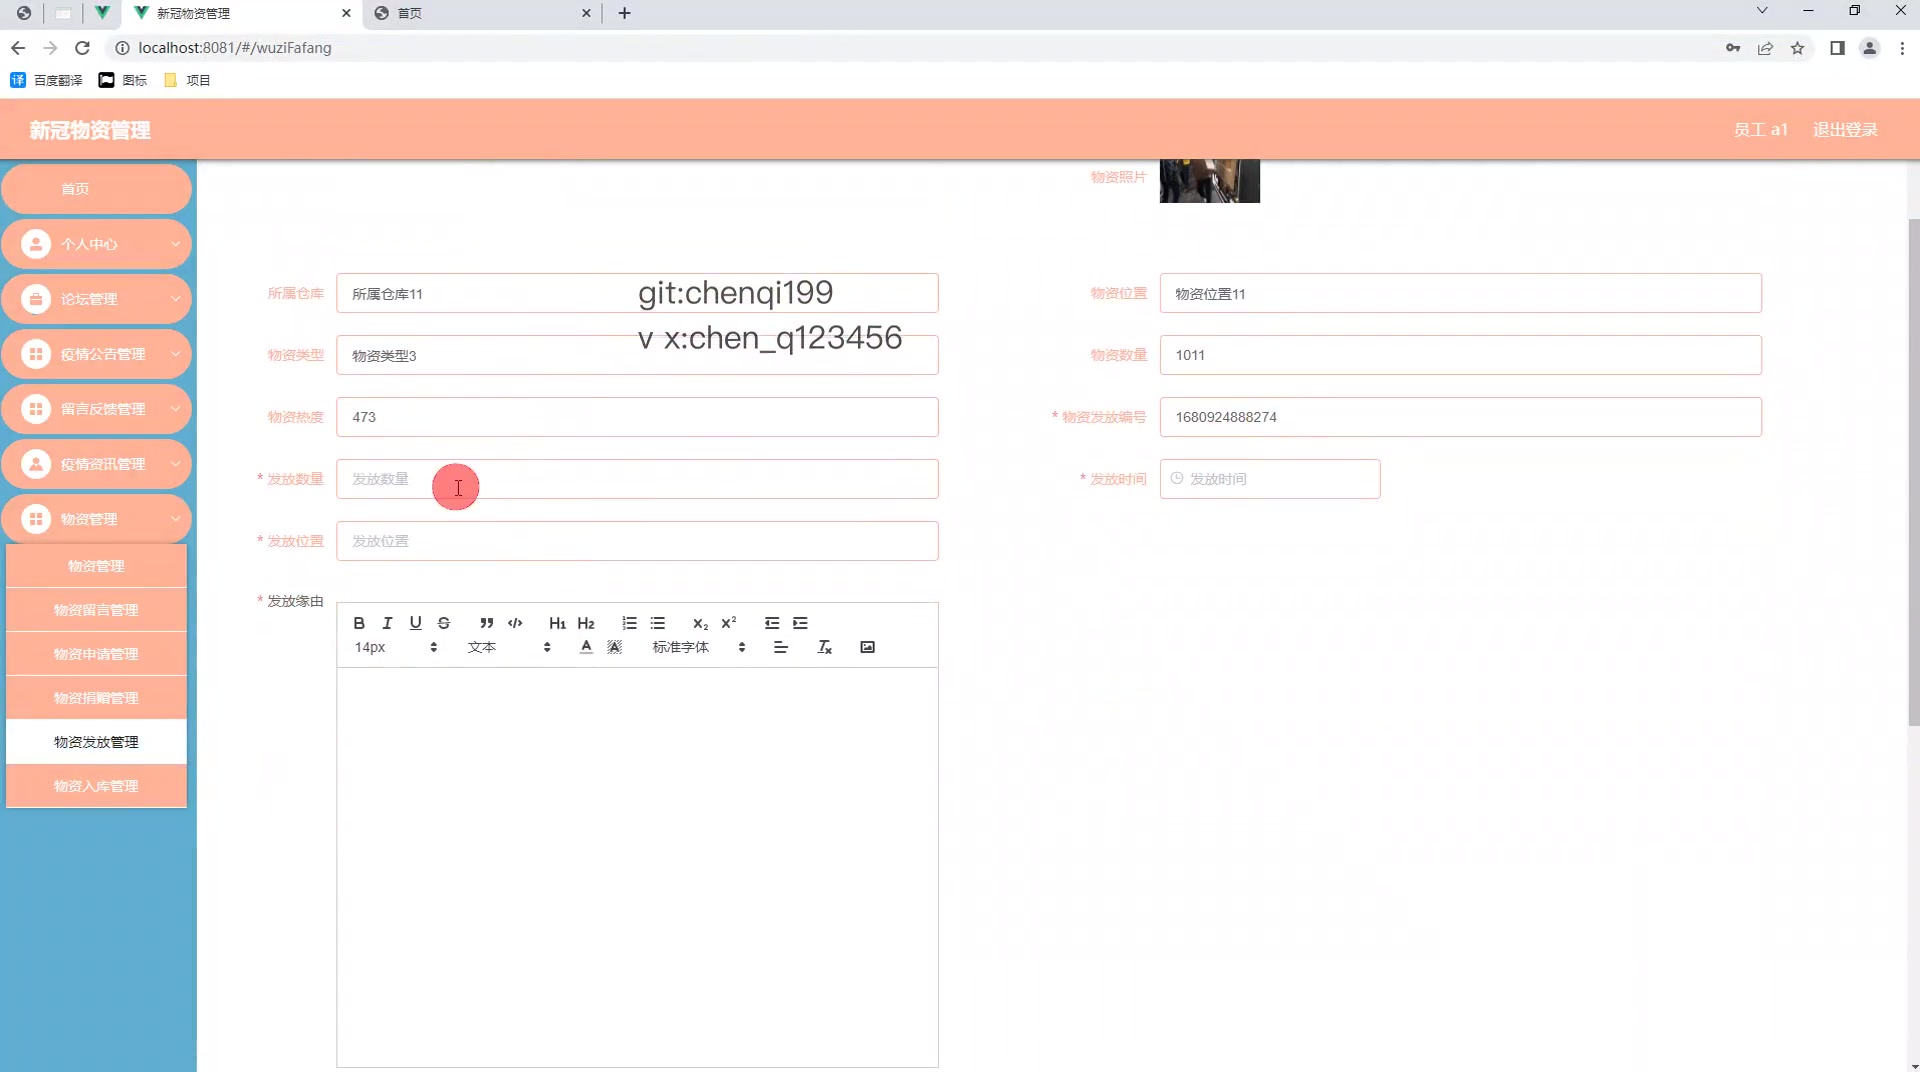 新冠物资管理
首页
localhost:8081/#/wuziFafang
百度翻译
图标
项目
新冠物资管理
员工 a1
退出登录
首页
个人中心
论坛管理
疫情公告管理
留言反馈管理
疫情资讯管理
物资管理
物资管理
物资留言管理
物资申请管理
物资捐赠管理
物资发放管理
物资入库管理
物资照片
所属仓库
所属仓库11
git:chenqi199
物资位置
物资位置11
v x:chen_q123456
物资类型
物资类型3
物资数量
1011
物资热度
473
* 物资发放编号
1680924888274
* 发放数量
发放数量
* 发放时间
发放时间
* 发放位置
发放位置
* 发放缘由
B I U S H1 H2 X2 X2
14px 文本 A A 标准字体